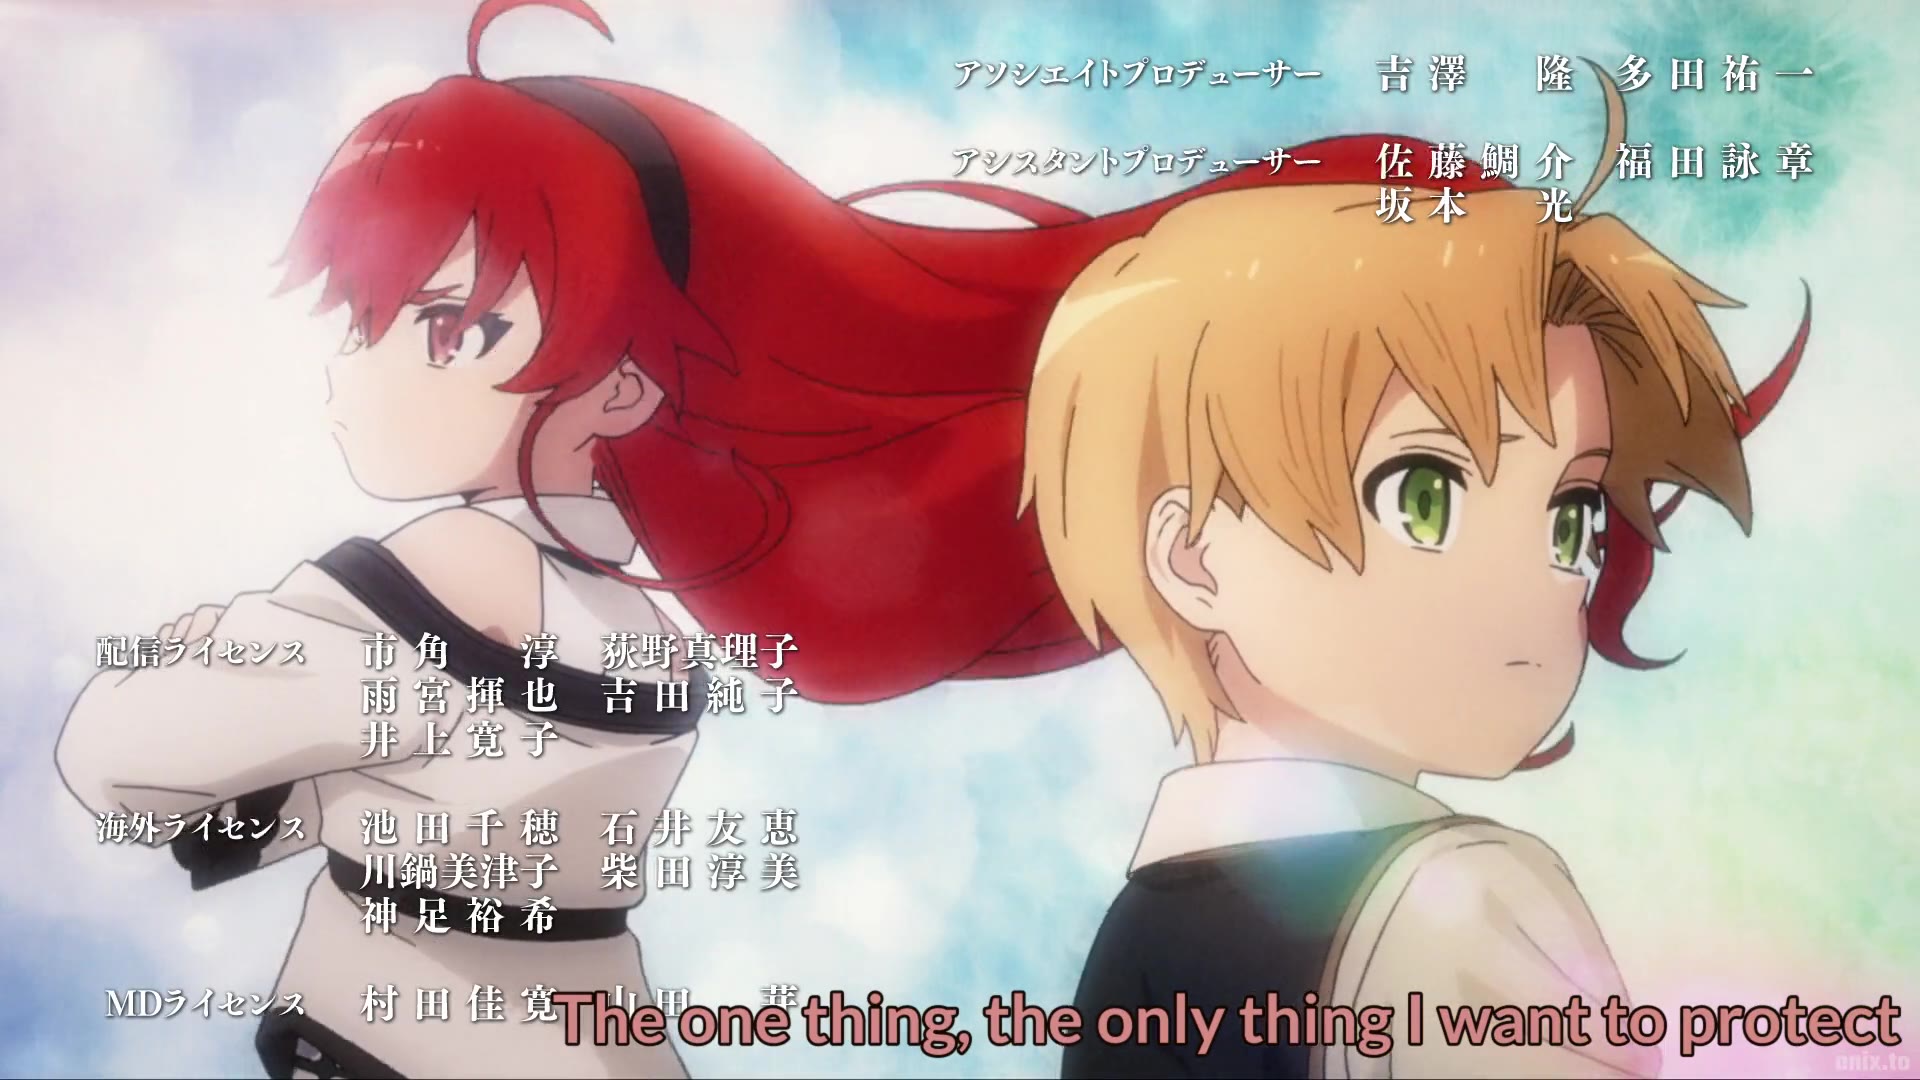 アソシエイトプロデューサー 吉澤 隆 多田祐一
アシスタントプロデューサー 佐藤鯛介 福田詠章
坂本 光
配信ライセンス 市角 淳 荻野真理子
雨宮揮也 吉田純子
井上寛子
海外ライセンス 池田千穂 石井友恵
川鍋美津子 柴田淳美
神足裕希
MDライセンス 村田佳寛 山田
The one thing, the only thing I want to protect
anix.to